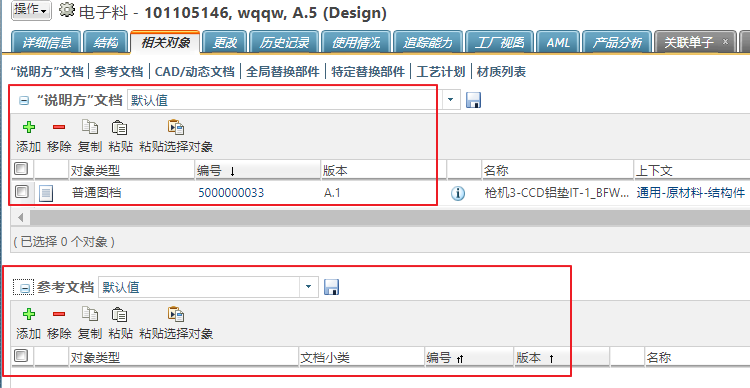 操作 电子料 - 101105146, wqqw, A.5 (Design)
详细信息 结构 相关对象 更改 历史记录 使用情况 追踪能力 工厂视图 AML 产品分析 关联单子 ×
“说明方”文档 | 参考文档 | CAD/动态文档 | 全局替换部件 | 特定替换部件 | 工艺计划 | 材质列表
“说明方”文档 默认值
添加 移除 复制 粘贴 粘贴选择对象
对象类型 编号 ↓ 版本 名称 上下文
普通图档 5000000033 A.1 枪机3-CCD铝垫IT-1_BFW... 通用-原材料-结构件
( 已选择 0 个对象 )
参考文档 默认值
添加 移除 复制 粘贴 粘贴选择对象
对象类型 文档小类 编号 ↑ 版本 ↑ 名称